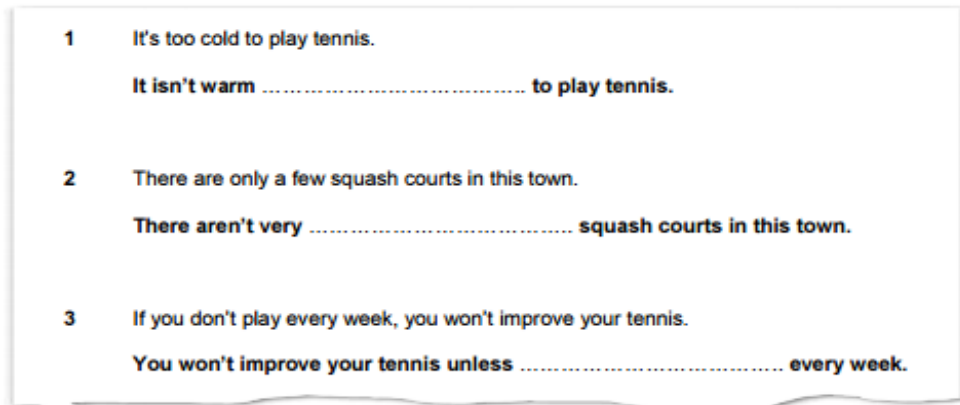 1 It's too cold to play tennis.
It isn't warm ………………………………….. to play tennis.
2 There are only a few squash courts in this town.
There aren't very ………………………………….. squash courts in this town.
3 If you don't play every week, you won't improve your tennis.
You won't improve your tennis unless ………………………………….. every week.